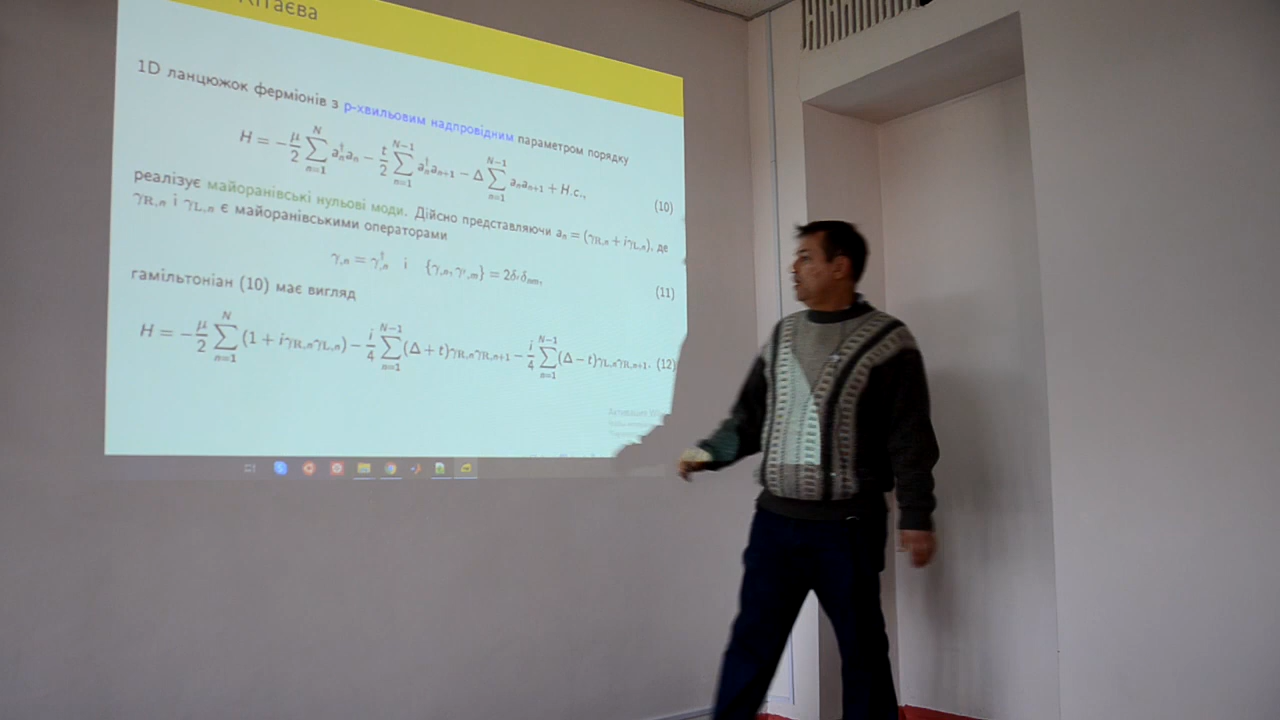 Кітаєва
1D ланцюжок ферміонів з p-хвильовим надпровідним параметром порядку
H = −μ/2 ∑_{n=1}^{N} a†_n a_n − t/2 ∑_{n=1}^{N−1} a†_n a_{n+1} − Δ ∑_{n=1}^{N−1} a_n a_{n+1} + H.c., (10)
реалізує майоранівські нульові моди. Дійсно представляючи a_n = (γ_{R,n} + iγ_{L,n}), де
γ_{R,n} і γ_{L,n} є майоранівськими операторами
γ_{,n} = γ†_{,n} і {γ_{,n}, γ'_{,m}} = 2δ_{'}δ_{nm}, (11)
гамільтоніан (10) має вигляд
H = −μ/2 ∑_{n=1}^{N} (1 + iγ_{R,n}γ_{L,n}) − i/4 ∑_{n=1}^{N−1} (Δ + t)γ_{R,n}γ_{R,n+1} − i/4 ∑_{n=1}^{N−1} (Δ − t)γ_{L,n}γ_{R,n+1}. (12)